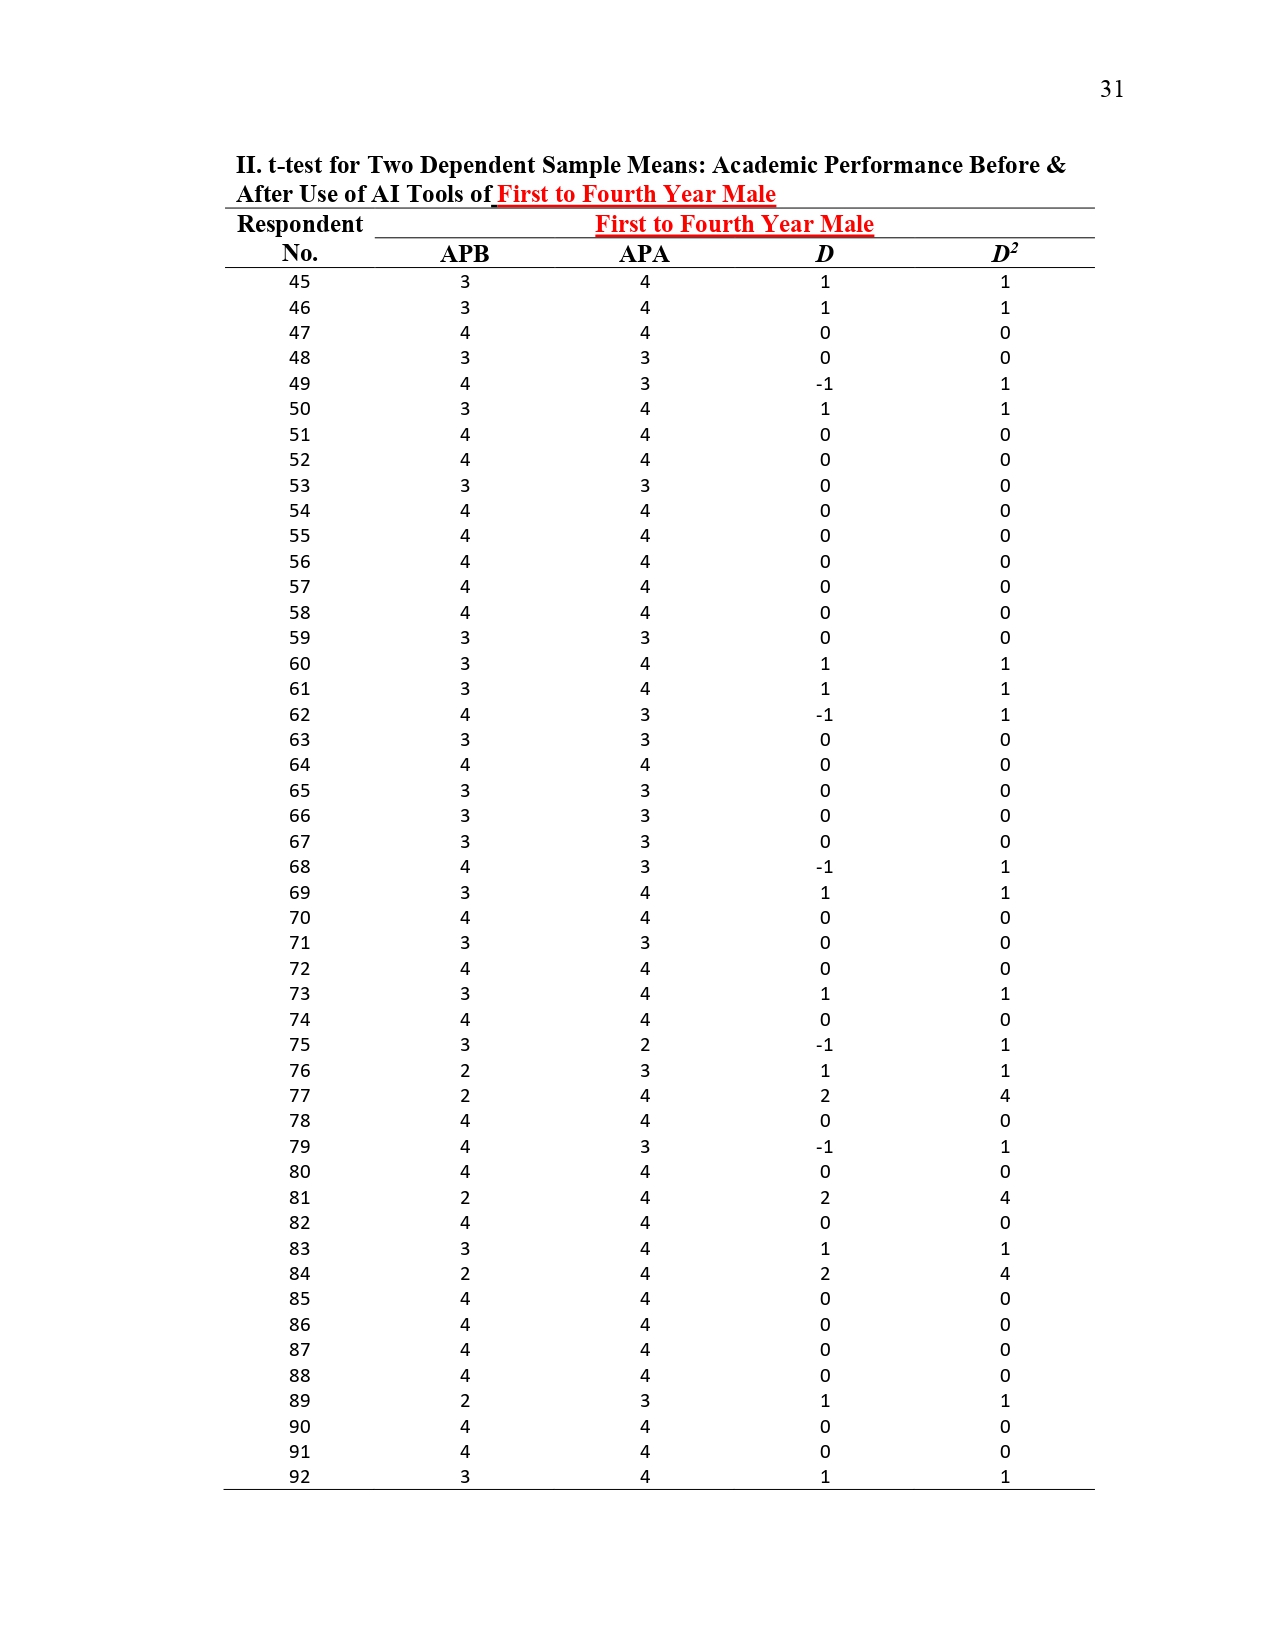 31
II. t-test for Two Dependent Sample Means: Academic Performance Before &
After Use of AI Tools of First to Fourth Year Male
Respondent First to Fourth Year Male
No. APB APA D D²
45 3 4 1 1
46 3 4 1 1
47 4 4 0 0
48 3 3 0 0
49 4 3 -1 1
50 3 4 1 1
51 4 4 0 0
52 4 4 0 0
53 3 3 0 0
54 4 4 0 0
55 4 4 0 0
56 4 4 0 0
57 4 4 0 0
58 4 4 0 0
59 3 3 0 0
60 3 4 1 1
61 3 4 1 1
62 4 3 -1 1
63 3 3 0 0
64 4 4 0 0
65 3 3 0 0
66 3 3 0 0
67 3 3 0 0
68 4 3 -1 1
69 3 4 1 1
70 4 4 0 0
71 3 3 0 0
72 4 4 0 0
73 3 4 1 1
74 4 4 0 0
75 3 2 -1 1
76 2 3 1 1
77 2 4 2 4
78 4 4 0 0
79 4 3 -1 1
80 4 4 0 0
81 2 4 2 4
82 4 4 0 0
83 3 4 1 1
84 2 4 2 4
85 4 4 0 0
86 4 4 0 0
87 4 4 0 0
88 4 4 0 0
89 2 3 1 1
90 4 4 0 0
91 4 4 0 0
92 3 4 1 1